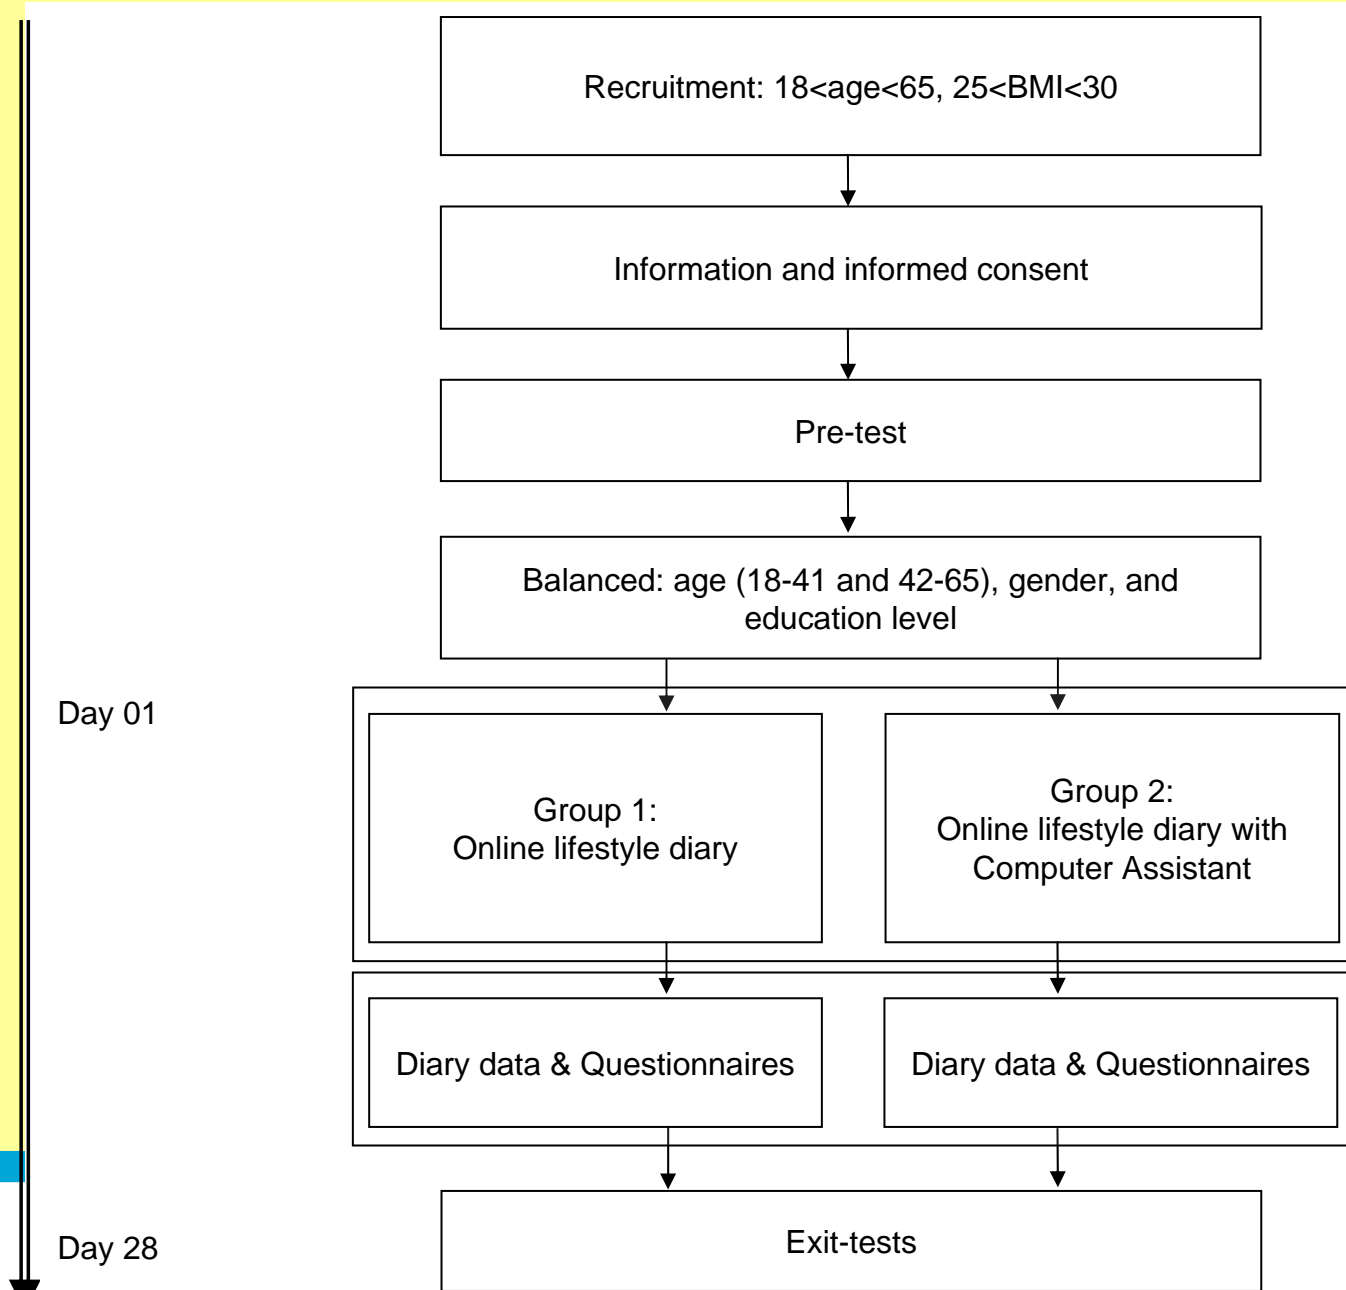 Recruitment: 18<age<65, 25<BMI<30
Information and informed consent
Pre-test
Balanced: age (18-41 and 42-65), gender, and
education level
Day 01
Group 1:
Online lifestyle diary
Group 2:
Online lifestyle diary with
Computer Assistant
Diary data & Questionnaires
Diary data & Questionnaires
Day 28
Exit-tests